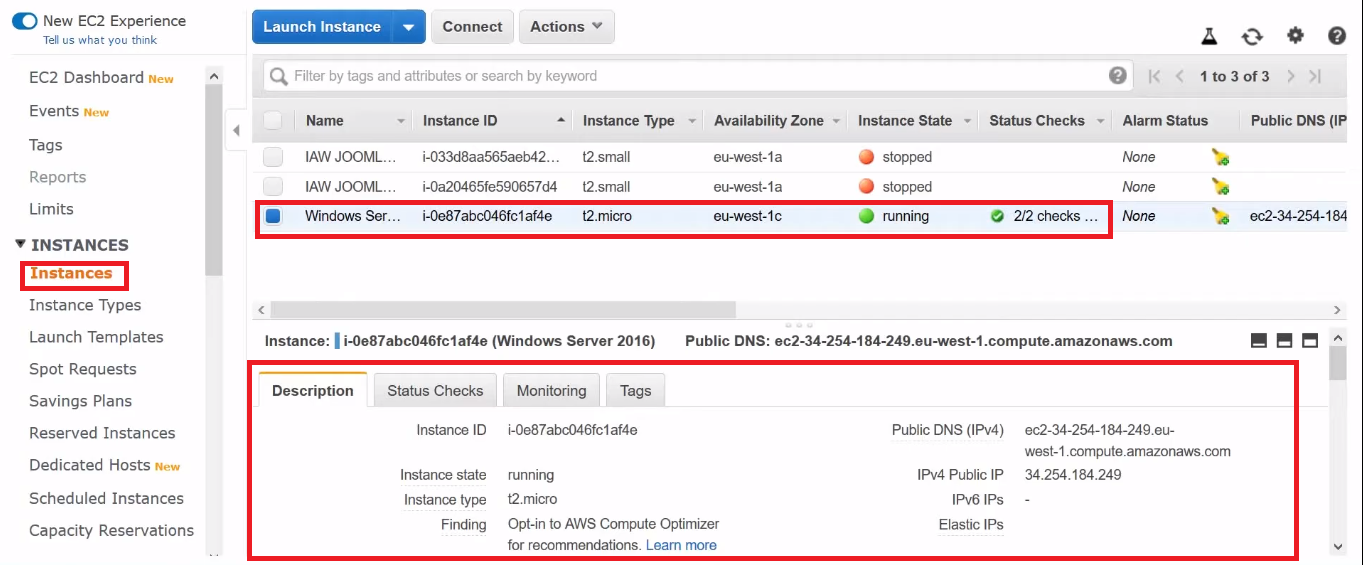 New EC2 Experience
Tell us what you think
EC2 Dashboard New
Events New
Tags
Reports
Limits
INSTANCES
Instances
Instance Types
Launch Templates
Spot Requests
Savings Plans
Reserved Instances
Dedicated Hosts New
Scheduled Instances
Capacity Reservations
Launch Instance Connect Actions
Filter by tags and attributes or search by keyword 1 to 3 of 3
Name Instance ID Instance Type Availability Zone Instance State Status Checks Alarm Status Public DNS (IP
IAW JOOML... i-033d8aa565aeb42... t2.small eu-west-1a stopped None
IAW JOOML... i-0a20465fe590657d4 t2.small eu-west-1a stopped None
Windows Ser... i-0e87abc046fc1af4e t2.micro eu-west-1c running 2/2 checks ... None ec2-34-254-184
Instance: i-0e87abc046fc1af4e (Windows Server 2016) Public DNS: ec2-34-254-184-249.eu-west-1.compute.amazonaws.com
Description Status Checks Monitoring Tags
Instance ID i-0e87abc046fc1af4e Public DNS (IPv4) ec2-34-254-184-249.eu-
west-1.compute.amazonaws.com
Instance state running IPv4 Public IP 34.254.184.249
Instance type t2.micro IPv6 IPs -
Finding Opt-in to AWS Compute Optimizer Elastic IPs
for recommendations. Learn more